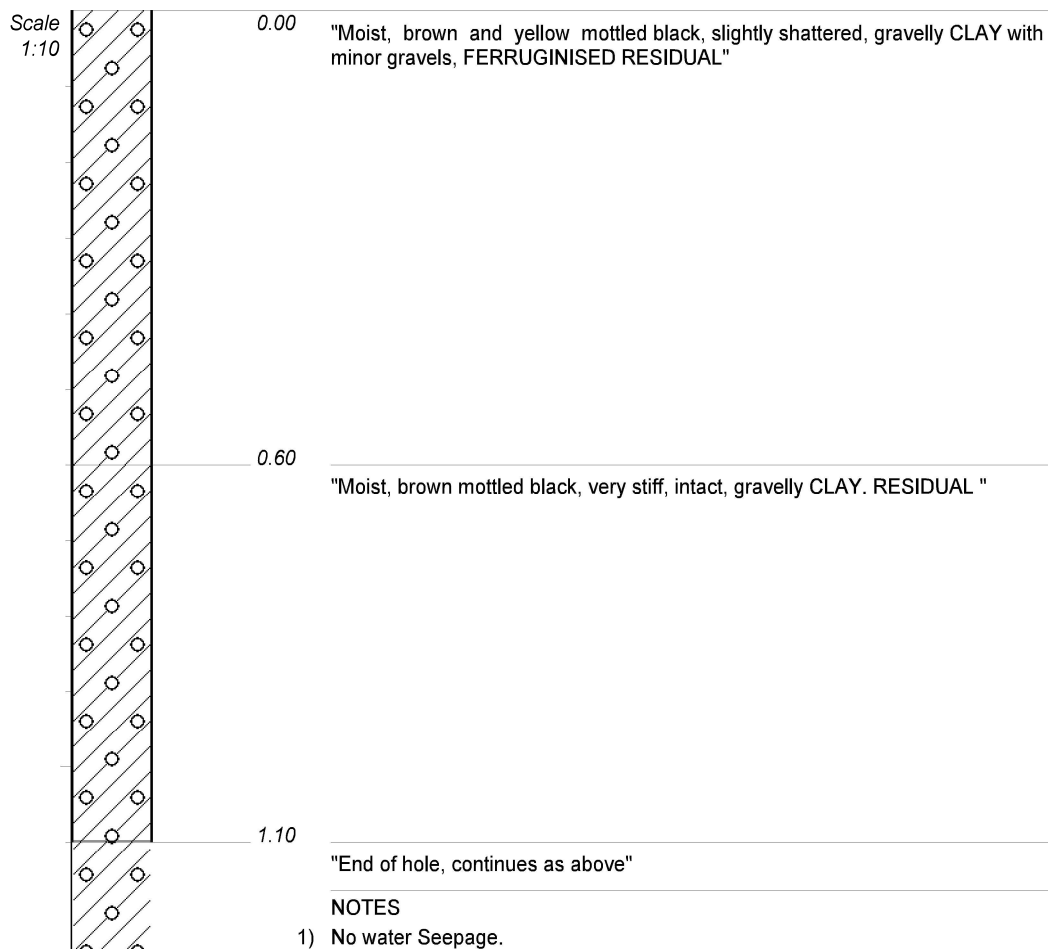 Scale
1:10
0.00
"Moist, brown and yellow mottled black, slightly shattered, gravelly CLAY with
minor gravels, FERRUGINISED RESIDUAL"
0.60
"Moist, brown mottled black, very stiff, intact, gravelly CLAY. RESIDUAL "
1.10
"End of hole, continues as above"
NOTES
1) No water Seepage.